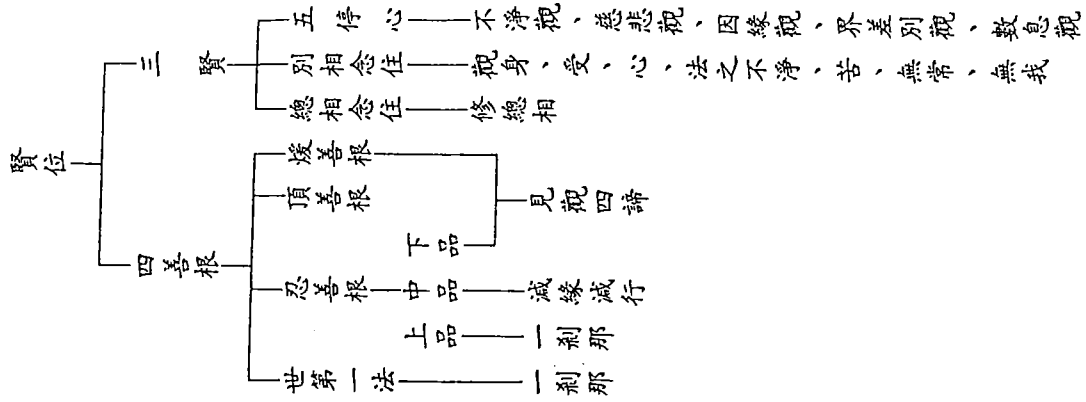 賢位
三賢
五停心 不淨觀、慈悲觀、因緣觀、界差別觀、數息觀
別相念住 觀身、受、心、法之不淨、苦、無常、無我
總相念住 修總相
四善根
煖善根
頂善根
見觀四諦
下品
忍善根 中品 減緣減行
上品 一剎那
世第一法 一剎那